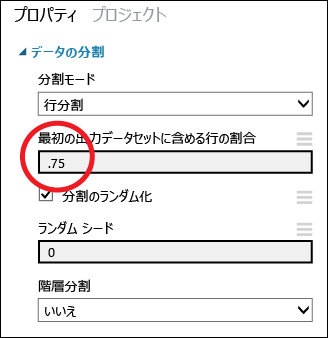 プロパティ プロジェクト
データの分割
分割モード
行分割
最初の出力データセットに含める行の割合
.75
分割のランダム化
ランダム シード
0
階層分割
いいえ